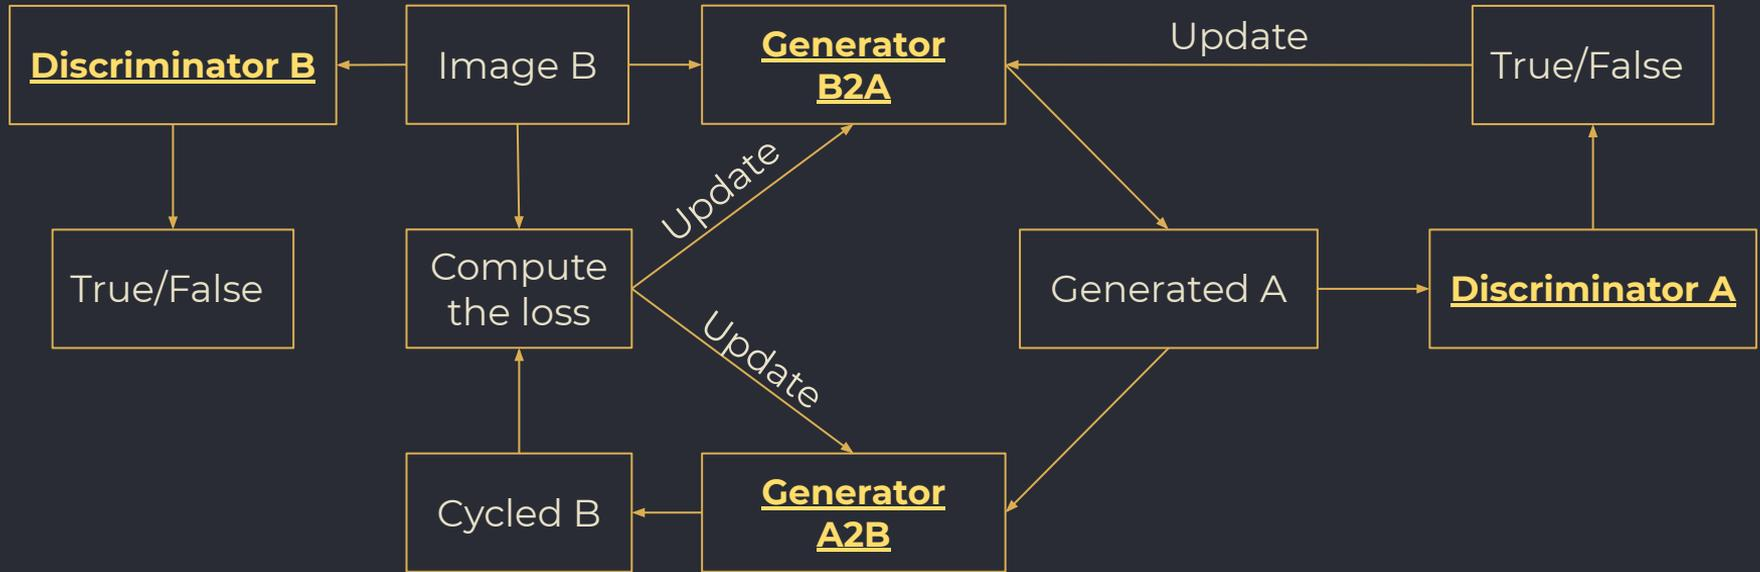 Discriminator B
Image B
Generator
B2A
Update
True/False
Update
True/False
Compute
the loss
Generated A
Discriminator A
Update
Cycled B
Generator
A2B